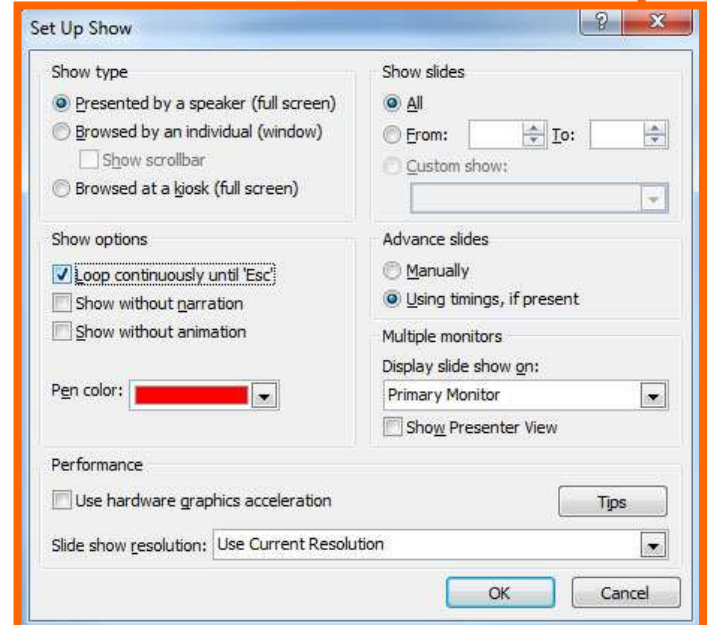 Set Up Show
Show type
Presented by a speaker (full screen)
Browsed by an individual (window)
Show scrollbar
Browsed at a kiosk (full screen)
Show slides
All
From: To:
Custom show:
Show options
Loop continuously until 'Esc'
Show without narration
Show without animation
Pen color:
Advance slides
Manually
Using timings, if present
Multiple monitors
Display slide show on:
Primary Monitor
Show Presenter View
Performance
Use hardware graphics acceleration
Tips
Slide show resolution: Use Current Resolution
OK Cancel